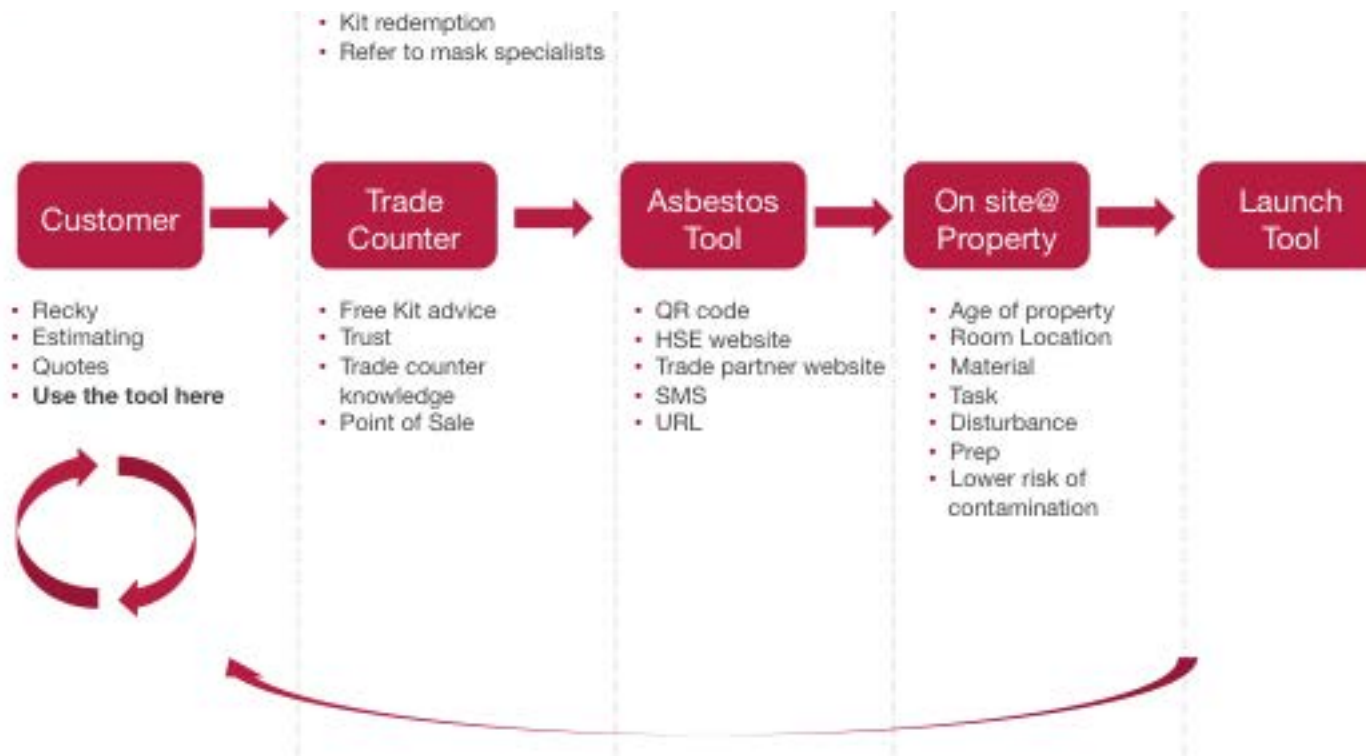 • Kit redemption
• Refer to mask specialists
Customer
Trade
Counter
Asbestos
Tool
On site@
Property
Launch
Tool
• Recky
• Estimating
• Quotes
• Use the tool here
• Free Kit advice
• Trust
• Trade counter
knowledge
• Point of Sale
• QR code
• HSE website
• Trade partner website
• SMS
• URL
• Age of property
• Room Location
• Material
• Task
• Disturbance
• Prep
• Lower risk of
contamination